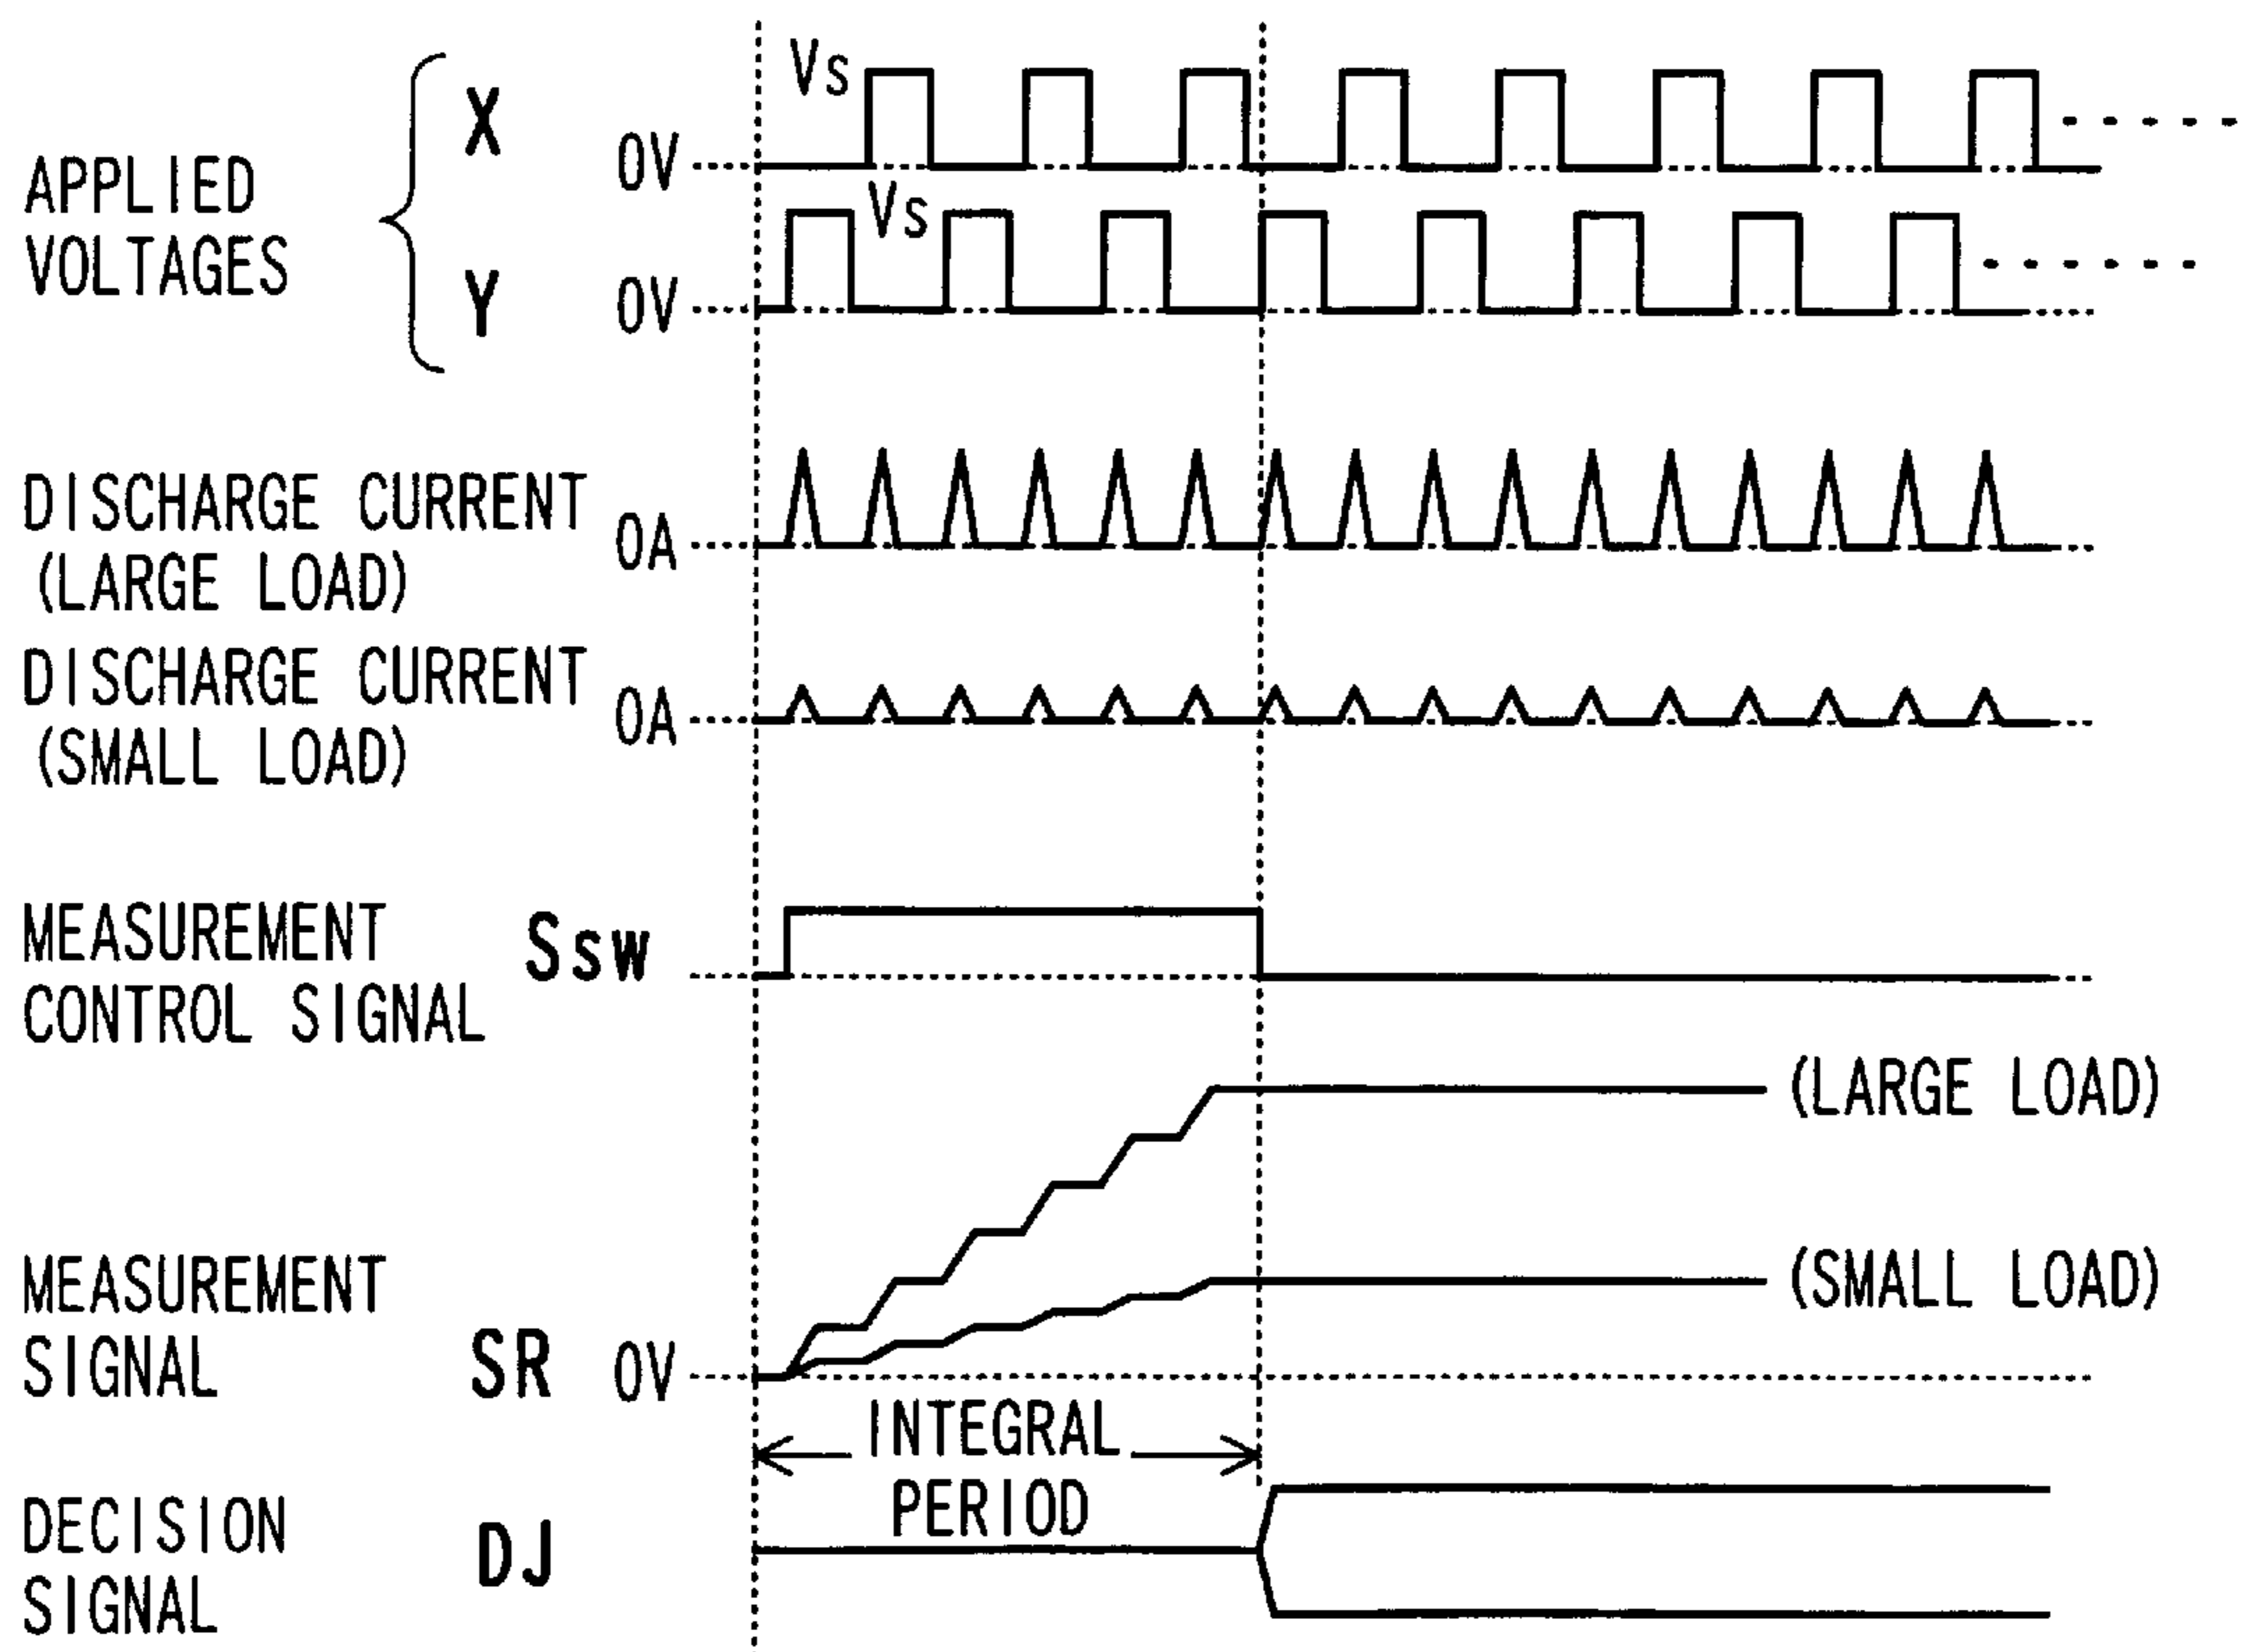 APPLIED
VOLTAGES
X
Vs
0V
Y
Vs
0V
DISCHARGE CURRENT
(LARGE LOAD)
0A
DISCHARGE CURRENT
(SMALL LOAD)
0A
MEASUREMENT
CONTROL SIGNAL
SSW
(LARGE LOAD)
(SMALL LOAD)
MEASUREMENT
SIGNAL
SR
0V
INTEGRAL
PERIOD
DECISION
SIGNAL
DJ